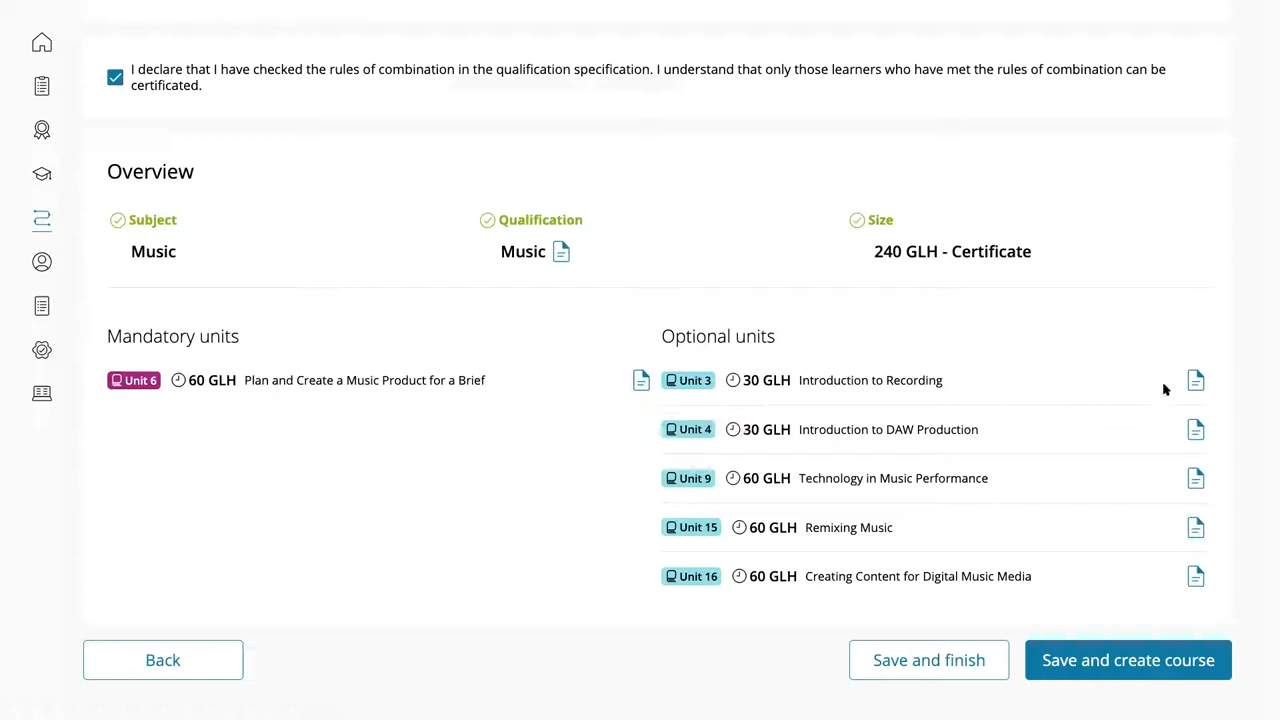 I declare that I have checked the rules of combination in the qualification specification. I understand that only those learners who have met the rules of combination can be
certificated.
Overview
Subject
Qualification
Size
Music
Music
240 GLH - Certificate
Mandatory units
Unit 6 60 GLH Plan and Create a Music Product for a Brief
Optional units
Unit 3 30 GLH Introduction to Recording
Unit 4 30 GLH Introduction to DAW Production
Unit 9 60 GLH Technology in Music Performance
Unit 15 60 GLH Remixing Music
Unit 16 60 GLH Creating Content for Digital Music Media
Back
Save and finish
Save and create course